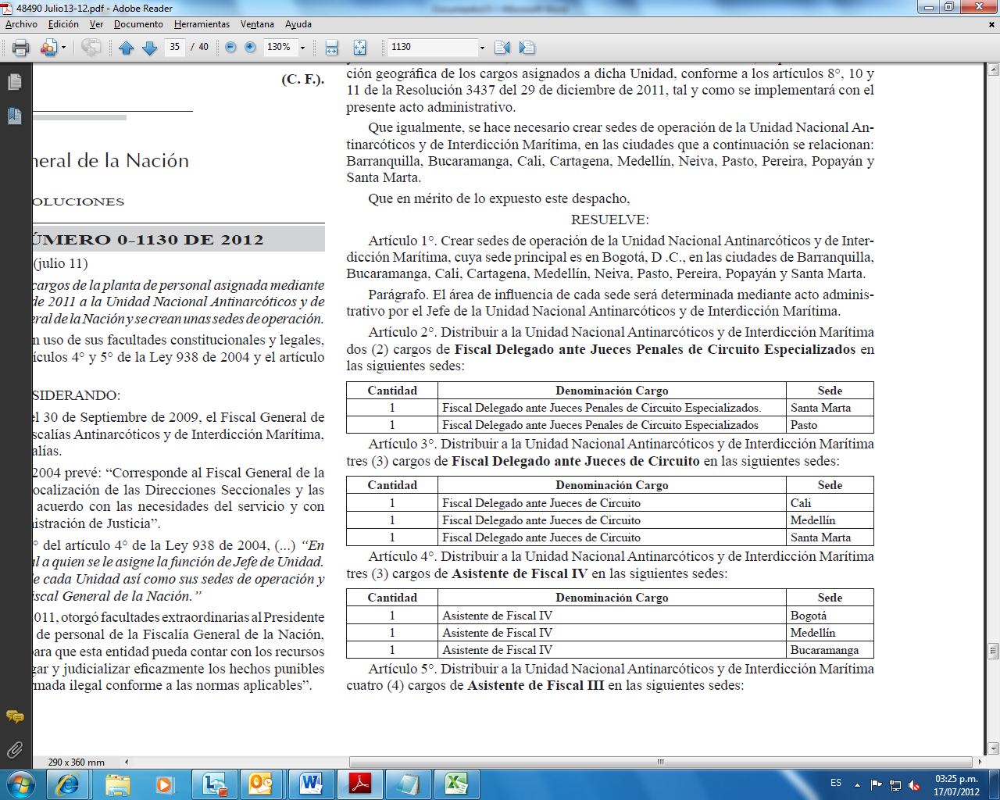 48490 Julio13-12.pdf - Adobe Reader
Archivo Edición Ver Documento Herramientas Ventana Ayuda
35 / 40 130% 1130
(C. F.).
neral de la Nación
OLUCIONES
ÚMERO 0-1130 DE 2012
(julio 11)
cargos de la planta de personal asignada mediante
de 2011 a la Unidad Nacional Antinarcóticos y de
eral de la Nación y se crean unas sedes de operación.
n uso de sus facultades constitucionales y legales,
tículos 4° y 5° de la Ley 938 de 2004 y el artículo
SIDERANDO:
el 30 de Septiembre de 2009, el Fiscal General de
iscalías Antinarcóticos y de Interdicción Marítima,
alías.
2004 prevé: “Corresponde al Fiscal General de la
ocalización de las Direcciones Seccionales y las
acuerdo con las necesidades del servicio y con
nistración de Justicia”.
° del artículo 4° de la Ley 938 de 2004, (...) “En
al a quien se le asigne la función de Jefe de Unidad.
de cada Unidad así como sus sedes de operación y
iscal General de la Nación.”
2011, otorgó facultades extraordinarias al Presidente
de personal de la Fiscalía General de la Nación,
para que esta entidad pueda contar con los recursos
gar y judicializar eficazmente los hechos punibles
rmada ilegal conforme a las normas aplicables”.
ción geográfica de los cargos asignados a dicha Unidad, conforme a los artículos 8°, 10 y
11 de la Resolución 3437 del 29 de diciembre de 2011, tal y como se implementará con el
presente acto administrativo.
Que igualmente, se hace necesario crear sedes de operación de la Unidad Nacional An-
tinarcóticos y de Interdicción Marítima, en las ciudades que a continuación se relacionan:
Barranquilla, Bucaramanga, Cali, Cartagena, Medellín, Neiva, Pasto, Pereira, Popayán y
Santa Marta.
Que en mérito de lo expuesto este despacho,
RESUELVE:
Artículo 1°. Crear sedes de operación de la Unidad Nacional Antinarcóticos y de Inter-
dicción Marítima, cuya sede principal es en Bogotá, D .C., en las ciudades de Barranquilla,
Bucaramanga, Cali, Cartagena, Medellín, Neiva, Pasto, Pereira, Popayán y Santa Marta.
Parágrafo. El área de influencia de cada sede será determinada mediante acto adminis-
trativo por el Jefe de la Unidad Nacional Antinarcóticos y de Interdicción Marítima.
Artículo 2°. Distribuir a la Unidad Nacional Antinarcóticos y de Interdicción Marítima
dos (2) cargos de Fiscal Delegado ante Jueces Penales de Circuito Especializados en
las siguientes sedes:
Cantidad Denominación Cargo Sede
1 Fiscal Delegado ante Jueces Penales de Circuito Especializados. Santa Marta
1 Fiscal Delegado ante Jueces Penales de Circuito Especializados Pasto
Artículo 3°. Distribuir a la Unidad Nacional Antinarcóticos y de Interdicción Marítima
tres (3) cargos de Fiscal Delegado ante Jueces de Circuito en las siguientes sedes:
Cantidad Denominación Cargo Sede
1 Fiscal Delegado ante Jueces de Circuito Cali
1 Fiscal Delegado ante Jueces de Circuito Medellín
1 Fiscal Delegado ante Jueces de Circuito Santa Marta
Artículo 4°. Distribuir a la Unidad Nacional Antinarcóticos y de Interdicción Marítima
tres (3) cargos de Asistente de Fiscal IV en las siguientes sedes:
Cantidad Denominación Cargo Sede
1 Asistente de Fiscal IV Bogotá
1 Asistente de Fiscal IV Medellín
1 Asistente de Fiscal IV Bucaramanga
Artículo 5°. Distribuir a la Unidad Nacional Antinarcóticos y de Interdicción Marítima
cuatro (4) cargos de Asistente de Fiscal III en las siguientes sedes:
290 x 360 mm
ES 03:25 p.m.
17/07/2012